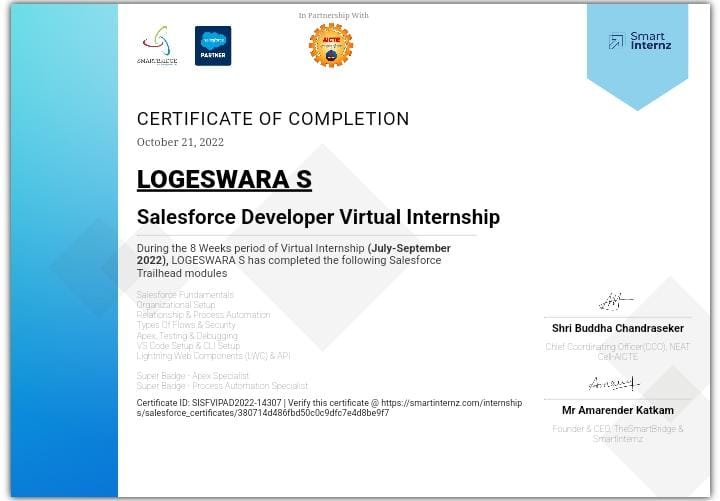 In Partnership With
SMARTBRIDGE
salesforce
PARTNER
AICTE
Smart
Internz
CERTIFICATE OF COMPLETION
October 21, 2022
LOGESWARA S
Salesforce Developer Virtual Internship
During the 8 Weeks period of Virtual Internship (July-September
2022), LOGESWARA S has completed the following Salesforce
Trailhead modules
Salesforce Fundamentals
Organizational Setup
Relationship & Process Automation
Types Of Flows & Security
Apex, Testing & Debugging
VS Code Setup & CLI Setup
Lightning Web Components (LWC) & API
Super Badge - Apex Specialist
Super Badge - Process Automation Specialist
Certificate ID: SISFVIPAD2022-14307 | Verify this certificate @ https://smartinternz.com/internship
s/salesforce_certificates/380714d486fbd50c0c9dfc7e4d8be9f7
Shri Buddha Chandraseker
Chief Coordinating Officer(CCO), NEAT
Cell-AICTE
Mr Amarender Katkam
Founder & CEO, TheSmartBridge &
SmartInternz